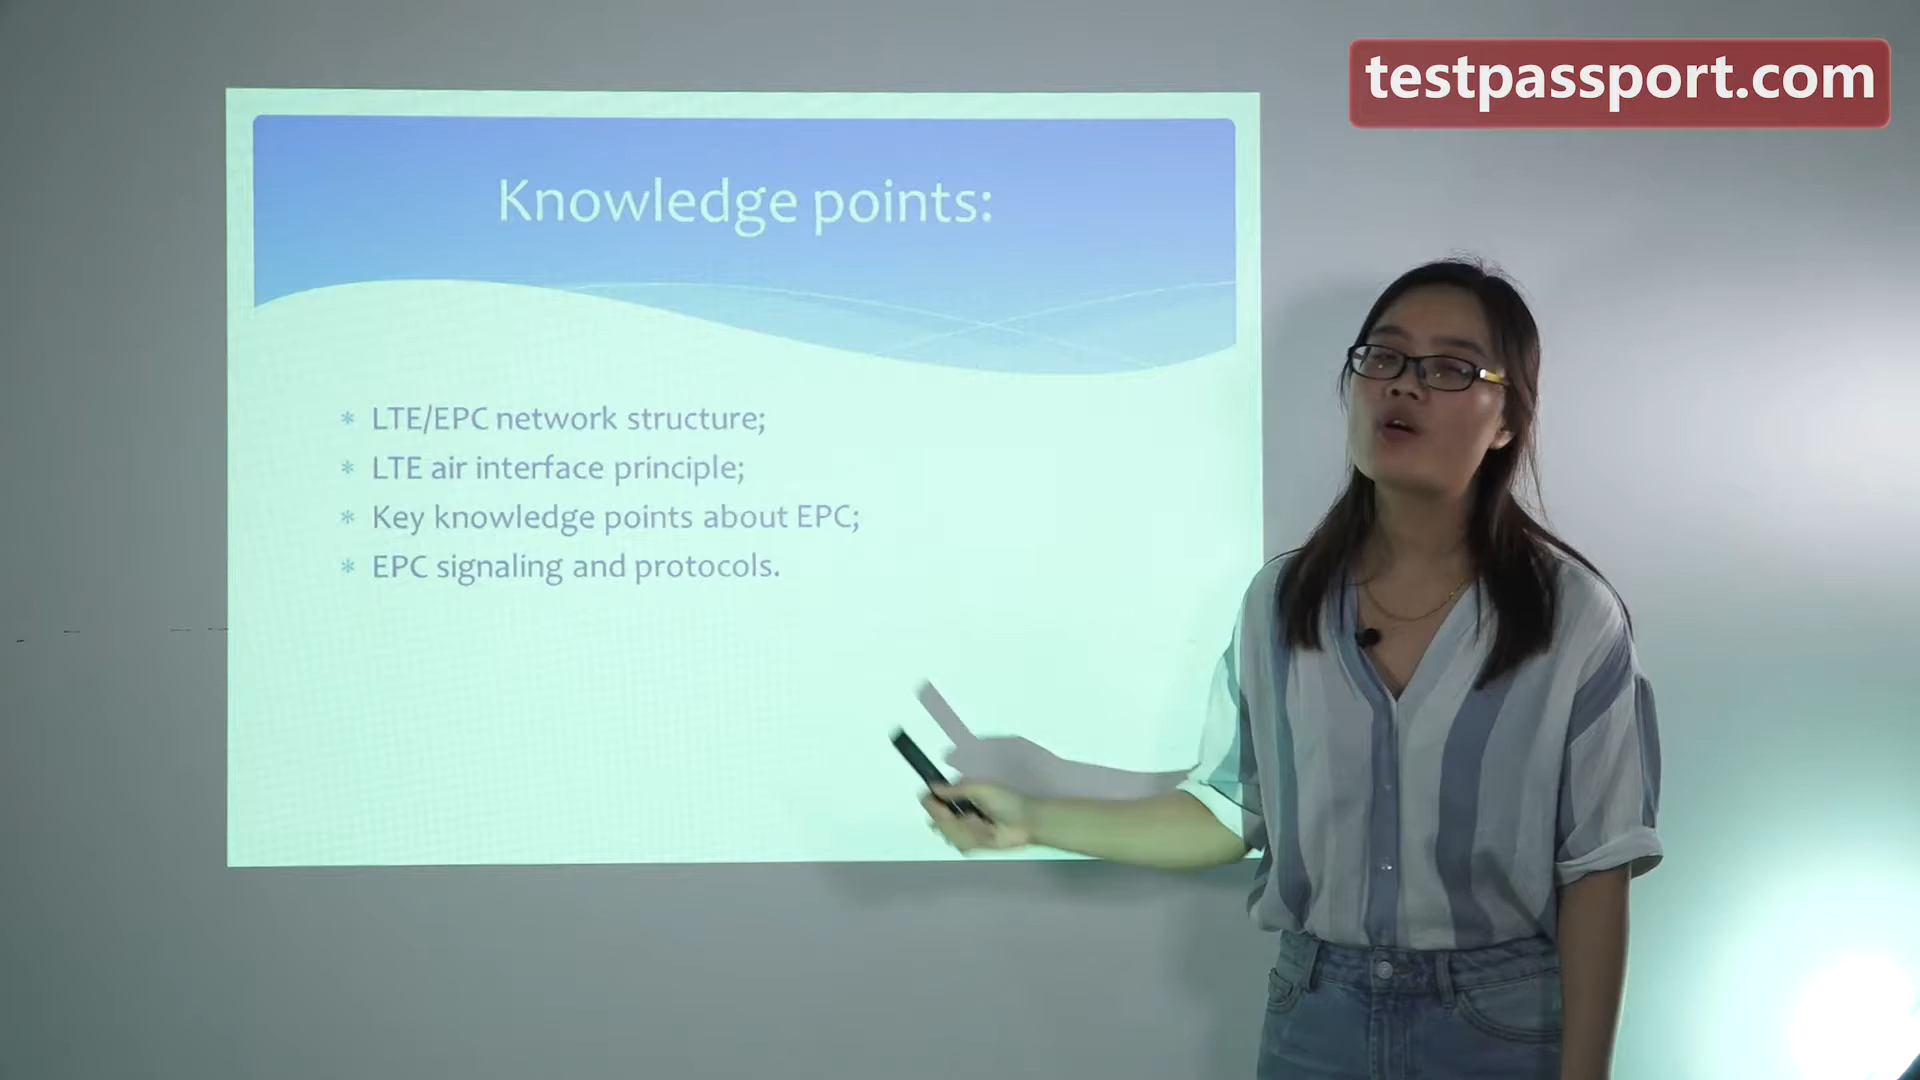 testpassport.com
Knowledge points:
* LTE/EPC network structure;
* LTE air interface principle;
* Key knowledge points about EPC;
* EPC signaling and protocols.